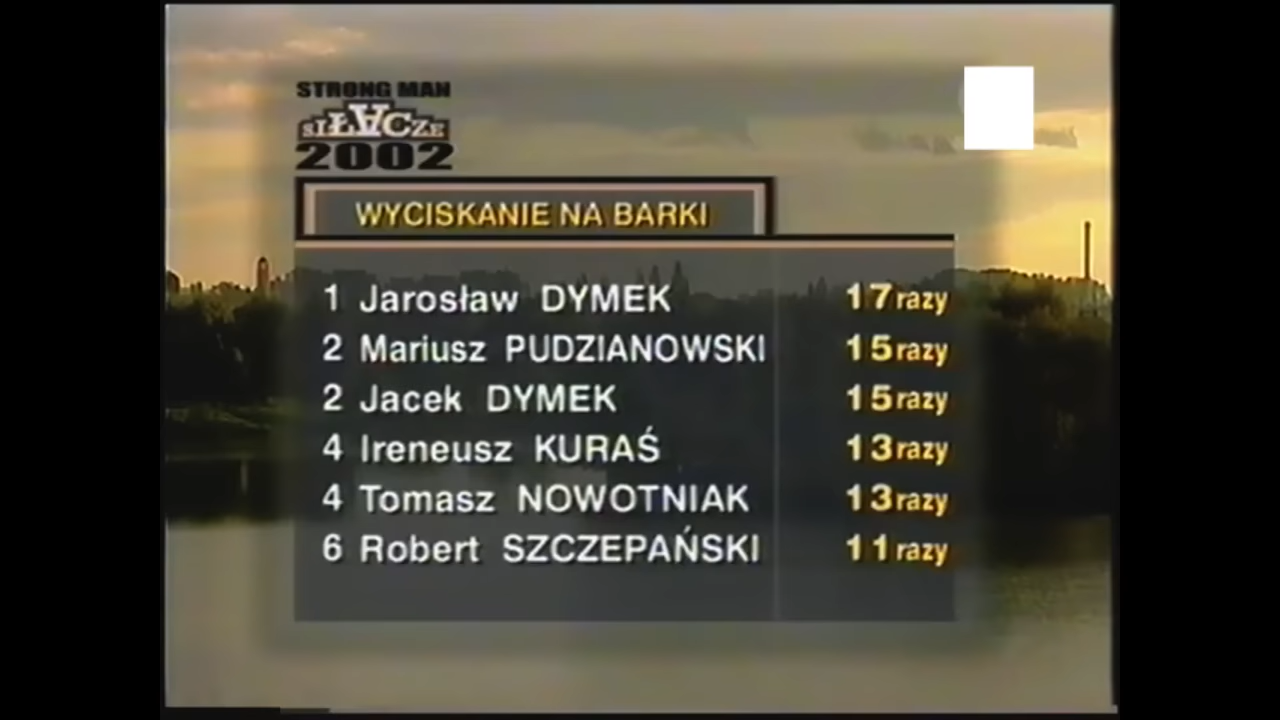 STRONG MAN
SIŁACZE
2002
WYCISKANIE NA BARKI
1 Jarosław DYMEK 17 razy
2 Mariusz PUDZIANOWSKI 15 razy
2 Jacek DYMEK 15 razy
4 Ireneusz KURAŚ 13 razy
4 Tomasz NOWOTNIAK 13 razy
6 Robert SZCZEPAŃSKI 11 razy